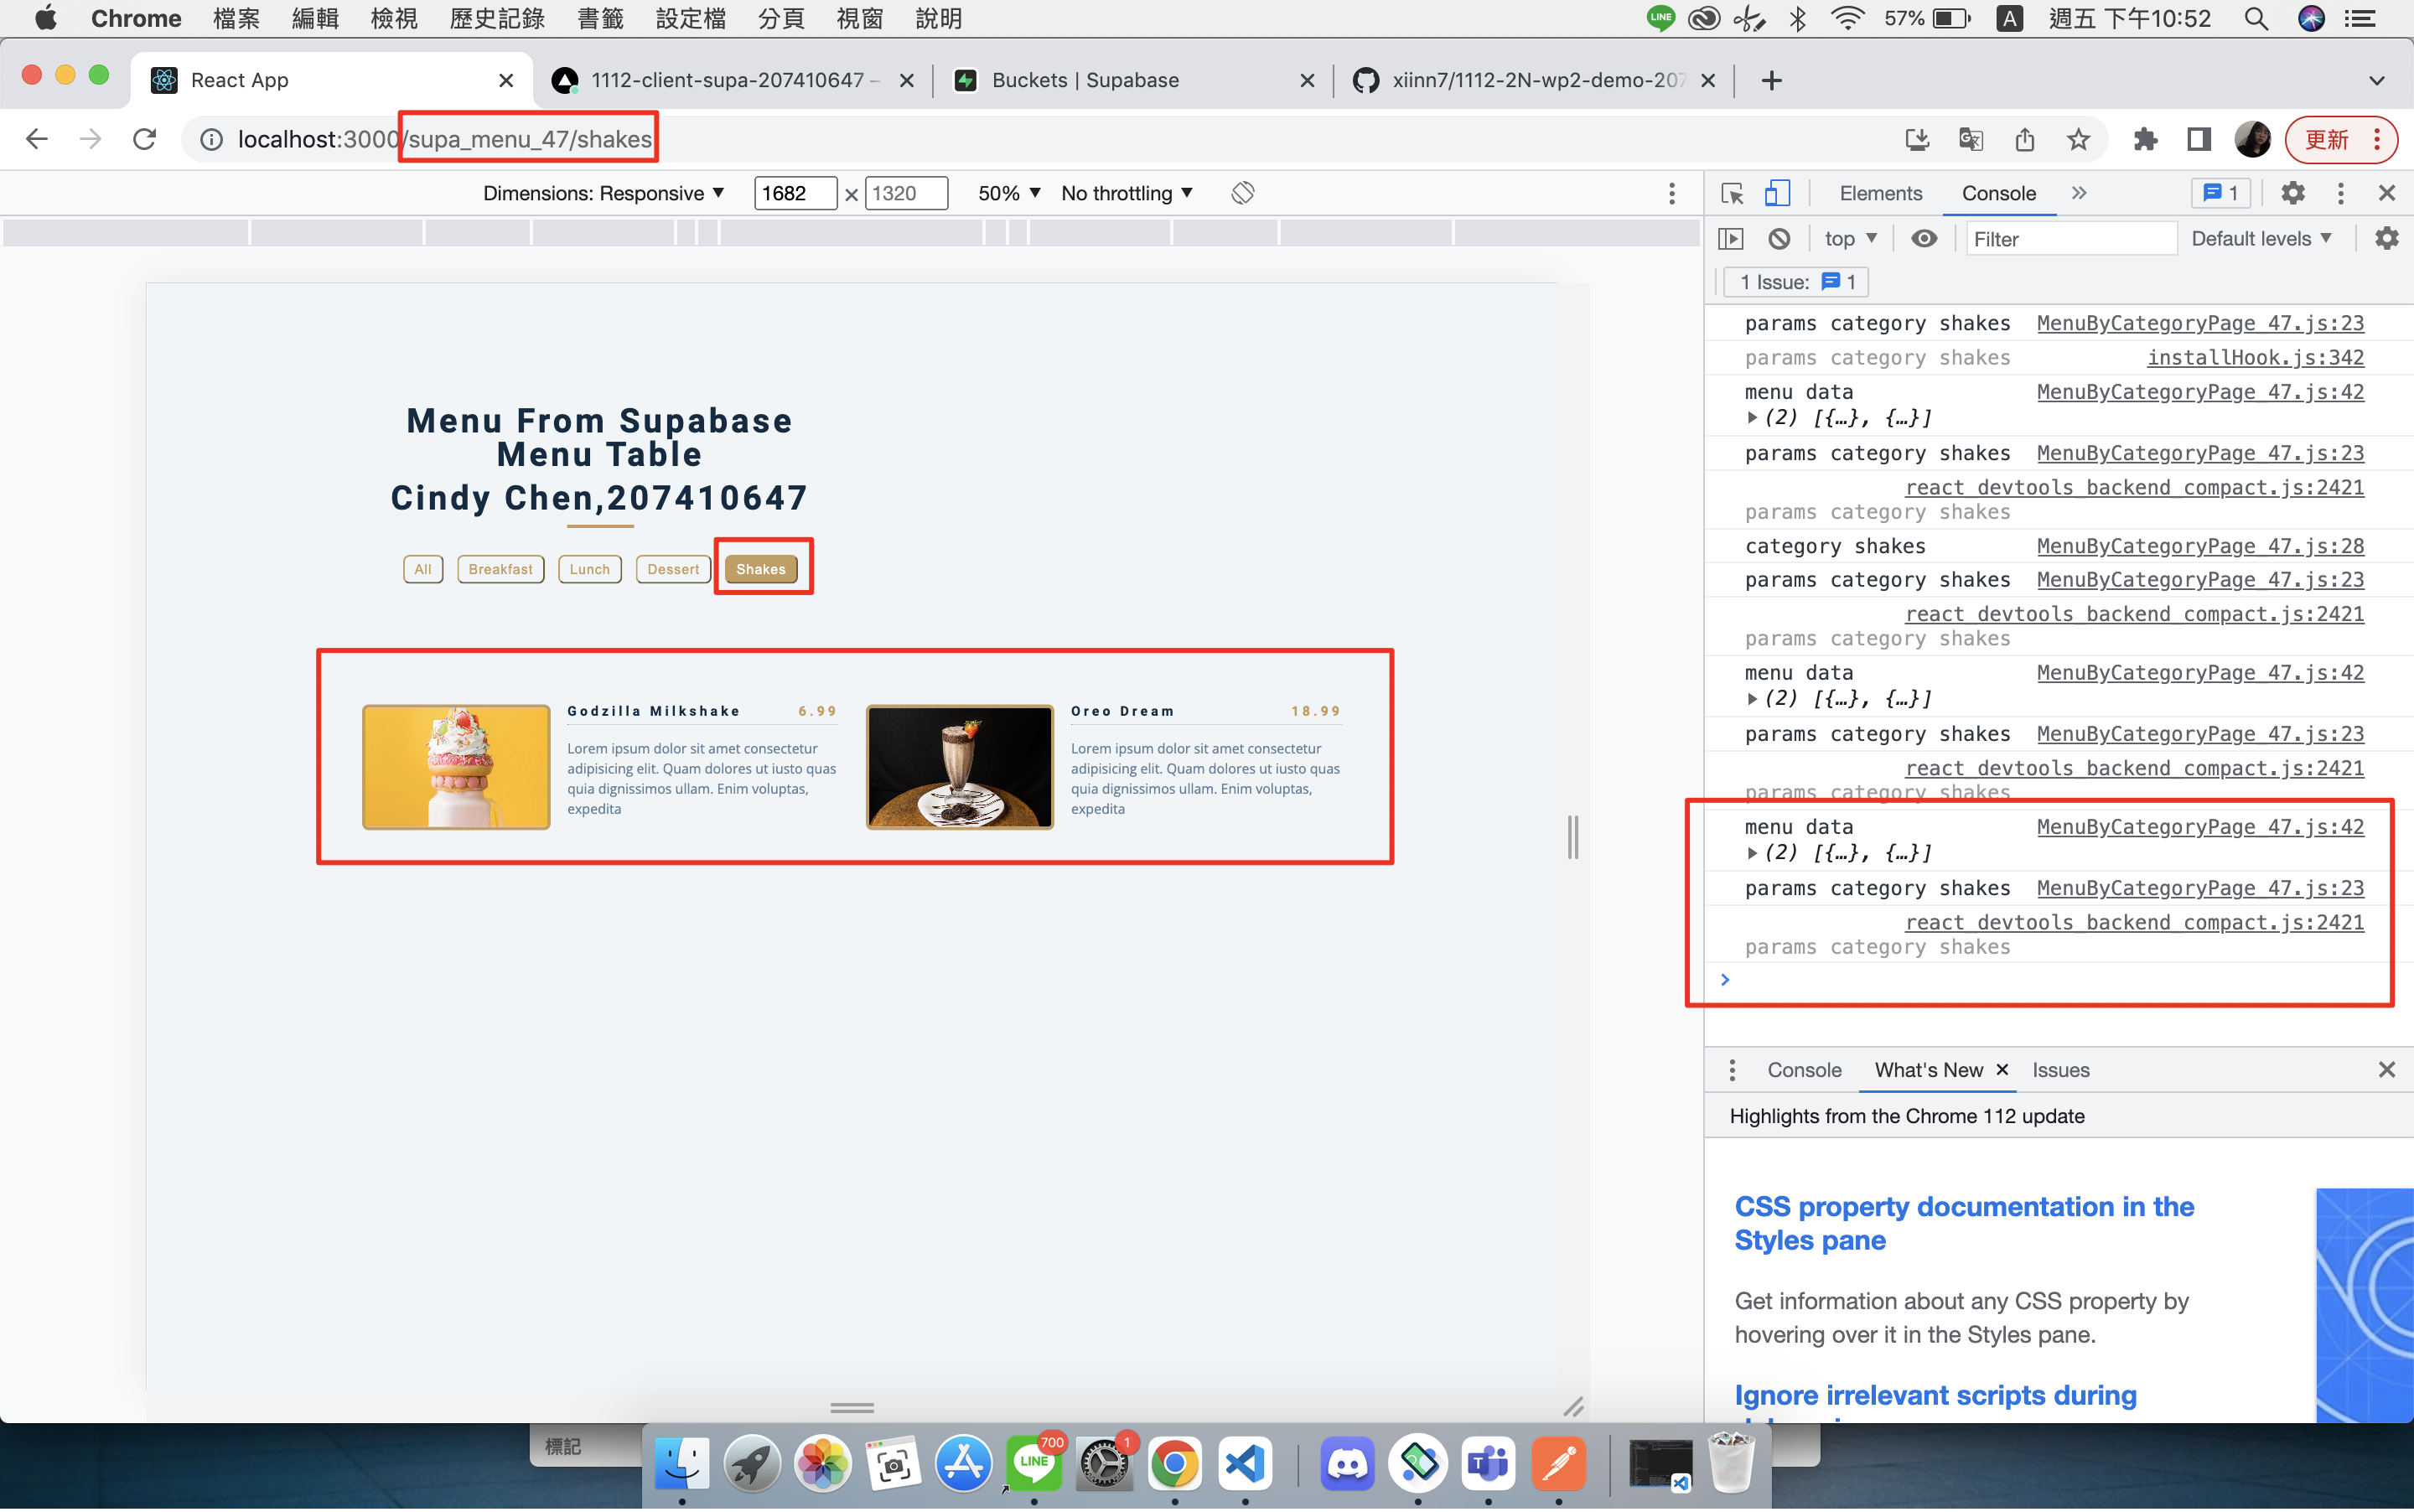 Chrome 檔案 編輯 檢視 歷史記錄 書籤 設定檔 分頁 視窗 說明 LINE 57% A 週五 下午10:52
React App 1112-client-supa-207410647 - Buckets | Supabase xiinn7/1112-2N-wp2-demo-207
localhost:3000/supa_menu_47/shakes 更新
Dimensions: Responsive 1682 × 1320 50% No throttling
Elements Console 1
top Filter Default levels
1 Issue: 1
Menu From Supabase
Menu Table
Cindy Chen,207410647
All Breakfast Lunch Dessert Shakes
Godzilla Milkshake 6.99
Lorem ipsum dolor sit amet consectetur
adipisicing elit. Quam dolores ut iusto quas
quia dignissimos ullam. Enim voluptas,
expedita
Oreo Dream 18.99
Lorem ipsum dolor sit amet consectetur
adipisicing elit. Quam dolores ut iusto quas
quia dignissimos ullam. Enim voluptas,
expedita
params category shakes MenuByCategoryPage_47.js:23
params category shakes installHook.js:342
menu data MenuByCategoryPage_47.js:42
(2) [{…}, {…}]
params category shakes MenuByCategoryPage_47.js:23
react_devtools_backend_compact.js:2421
params category shakes
category shakes MenuByCategoryPage_47.js:28
params category shakes MenuByCategoryPage_47.js:23
react_devtools_backend_compact.js:2421
params category shakes
menu data MenuByCategoryPage_47.js:42
(2) [{…}, {…}]
params category shakes MenuByCategoryPage_47.js:23
react_devtools_backend_compact.js:2421
params category shakes
menu data MenuByCategoryPage_47.js:42
(2) [{…}, {…}]
params category shakes MenuByCategoryPage_47.js:23
react_devtools_backend_compact.js:2421
params category shakes
>
Console What's New Issues
Highlights from the Chrome 112 update
CSS property documentation in the
Styles pane
Get information about any CSS property by
hovering over it in the Styles pane.
Ignore irrelevant scripts during
標記
700 LINE 1 T